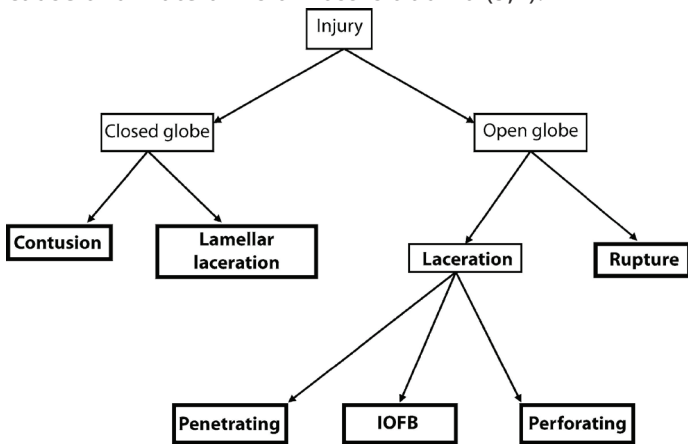 Injury
Closed globe
Open globe
Contusion
Lamellar
laceration
Laceration
Rupture
Penetrating
IOFB
Perforating